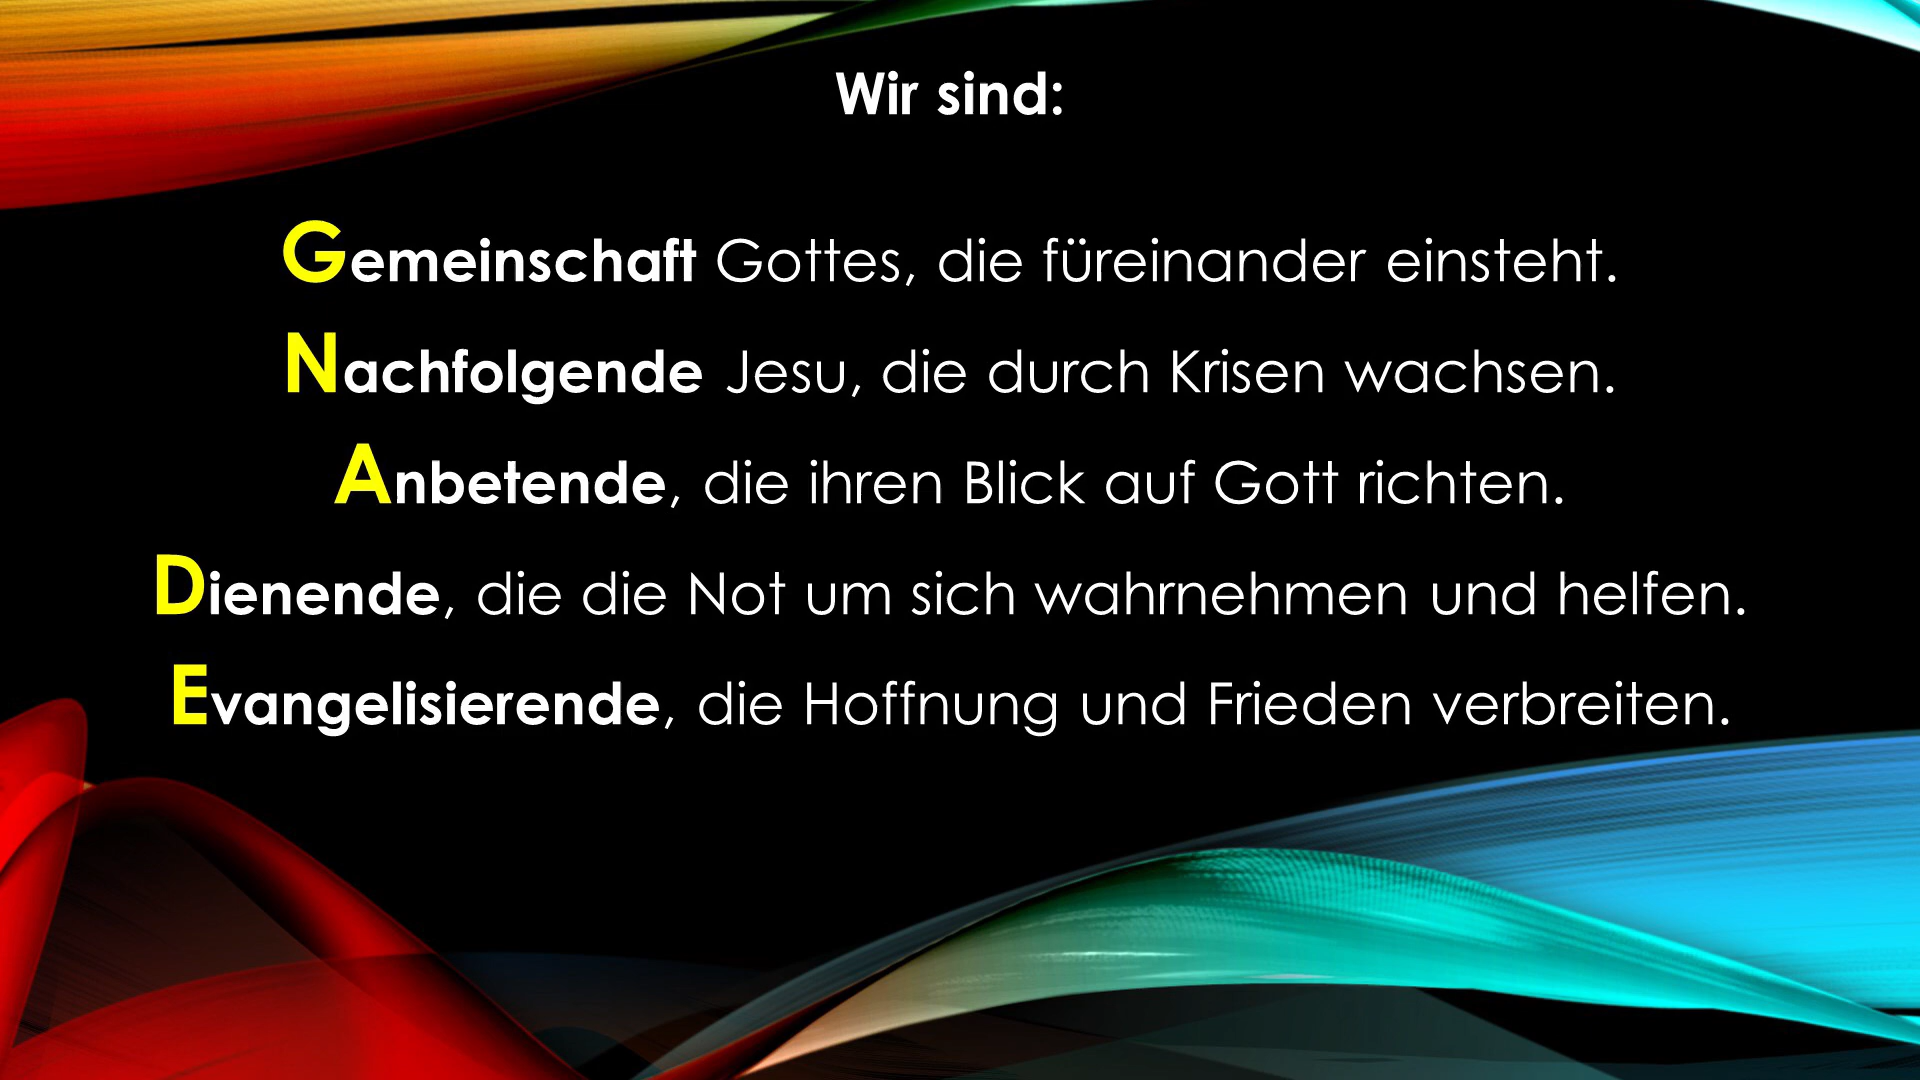 Wir sind:
Gemeinschaft Gottes, die füreinander einsteht.
Nachfolgende Jesu, die durch Krisen wachsen.
Anbetende, die ihren Blick auf Gott richten.
Dienende, die die Not um sich wahrnehmen und helfen.
Evangelisierende, die Hoffnung und Frieden verbreiten.